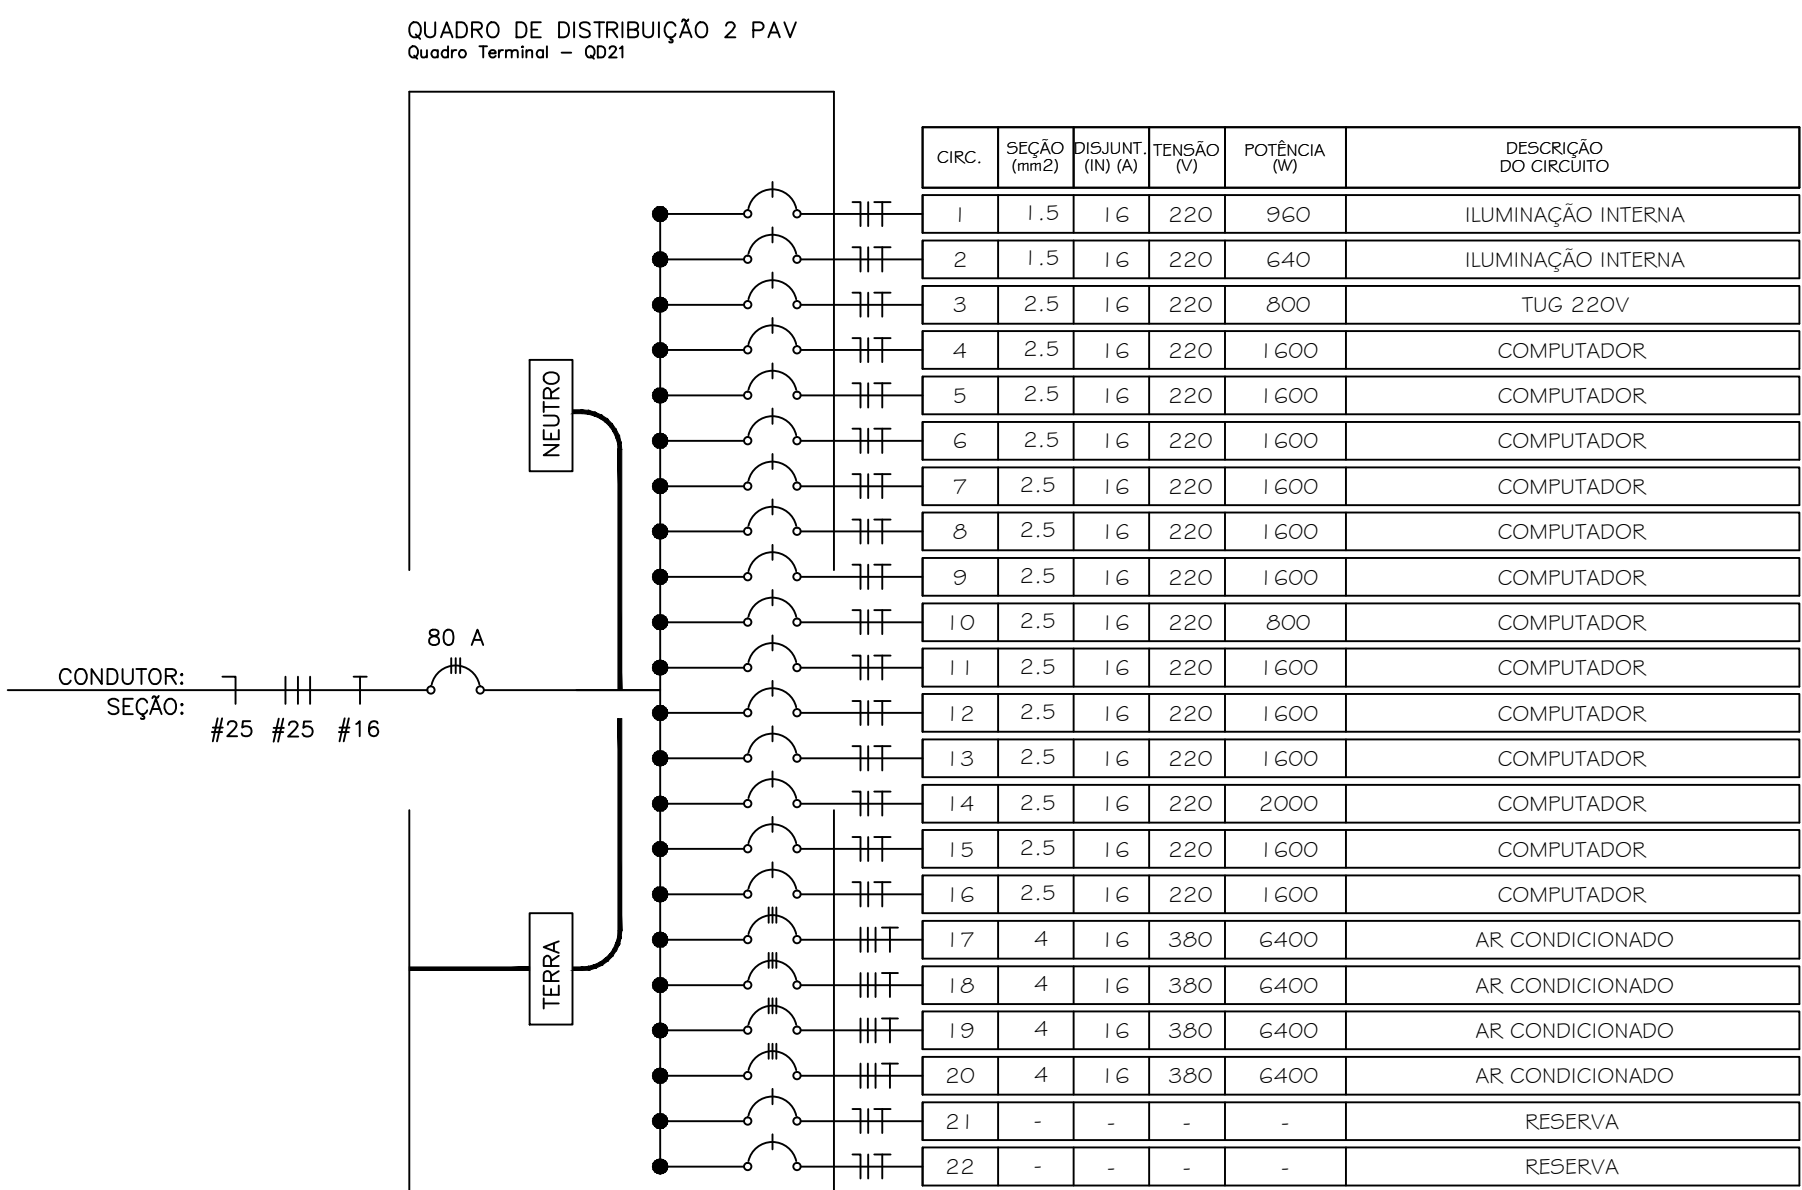 QUADRO DE DISTRIBUIÇÃO 2 PAV
Quadro Terminal – QD21
CIRC. SEÇÃO (mm2) DISJUNT. (IN) (A) TENSÃO (V) POTÊNCIA (W) DESCRIÇÃO DO CIRCUITO
1 1.5 16 220 960 ILUMINAÇÃO INTERNA
2 1.5 16 220 640 ILUMINAÇÃO INTERNA
3 2.5 16 220 800 TUG 220V
4 2.5 16 220 1600 COMPUTADOR
5 2.5 16 220 1600 COMPUTADOR
6 2.5 16 220 1600 COMPUTADOR
7 2.5 16 220 1600 COMPUTADOR
8 2.5 16 220 1600 COMPUTADOR
9 2.5 16 220 1600 COMPUTADOR
10 2.5 16 220 800 COMPUTADOR
11 2.5 16 220 1600 COMPUTADOR
12 2.5 16 220 1600 COMPUTADOR
13 2.5 16 220 1600 COMPUTADOR
14 2.5 16 220 2000 COMPUTADOR
15 2.5 16 220 1600 COMPUTADOR
16 2.5 16 220 1600 COMPUTADOR
17 4 16 380 6400 AR CONDICIONADO
18 4 16 380 6400 AR CONDICIONADO
19 4 16 380 6400 AR CONDICIONADO
20 4 16 380 6400 AR CONDICIONADO
21 - - - - RESERVA
22 - - - - RESERVA
NEUTRO
80 A
CONDUTOR:
SEÇÃO:
#25 #25 #16
TERRA